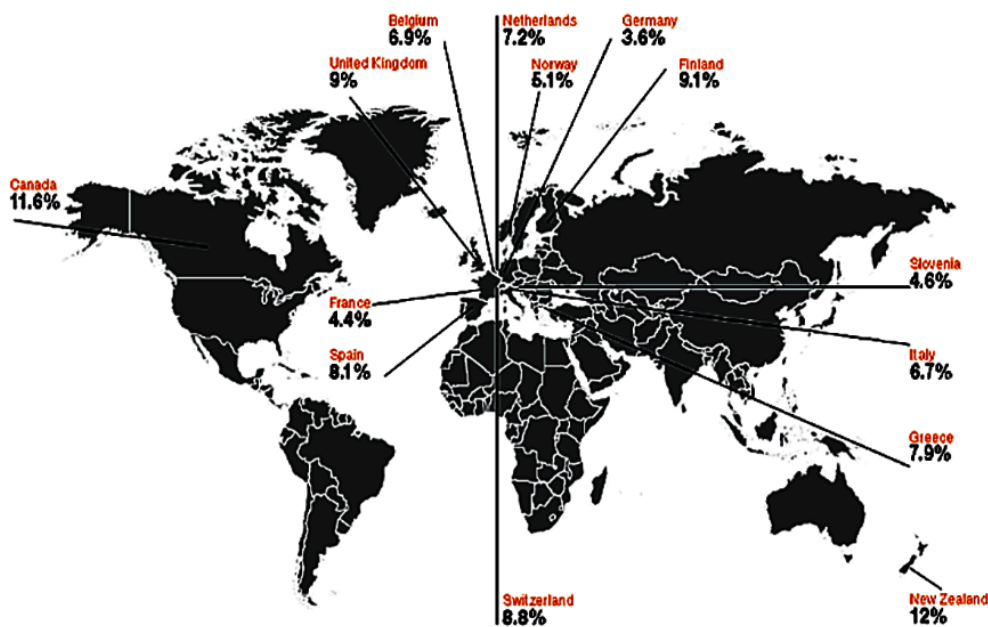 Belgium
6.9%
Netherlands
7.2%
Germany
3.6%
United Kingdom
9%
Norway
5.1%
Finland
9.1%
Canada
11.6%
Slovenia
4.6%
France
4.4%
Spain
8.1%
Italy
6.7%
Greece
7.9%
Switzerland
8.8%
New Zealand
12%